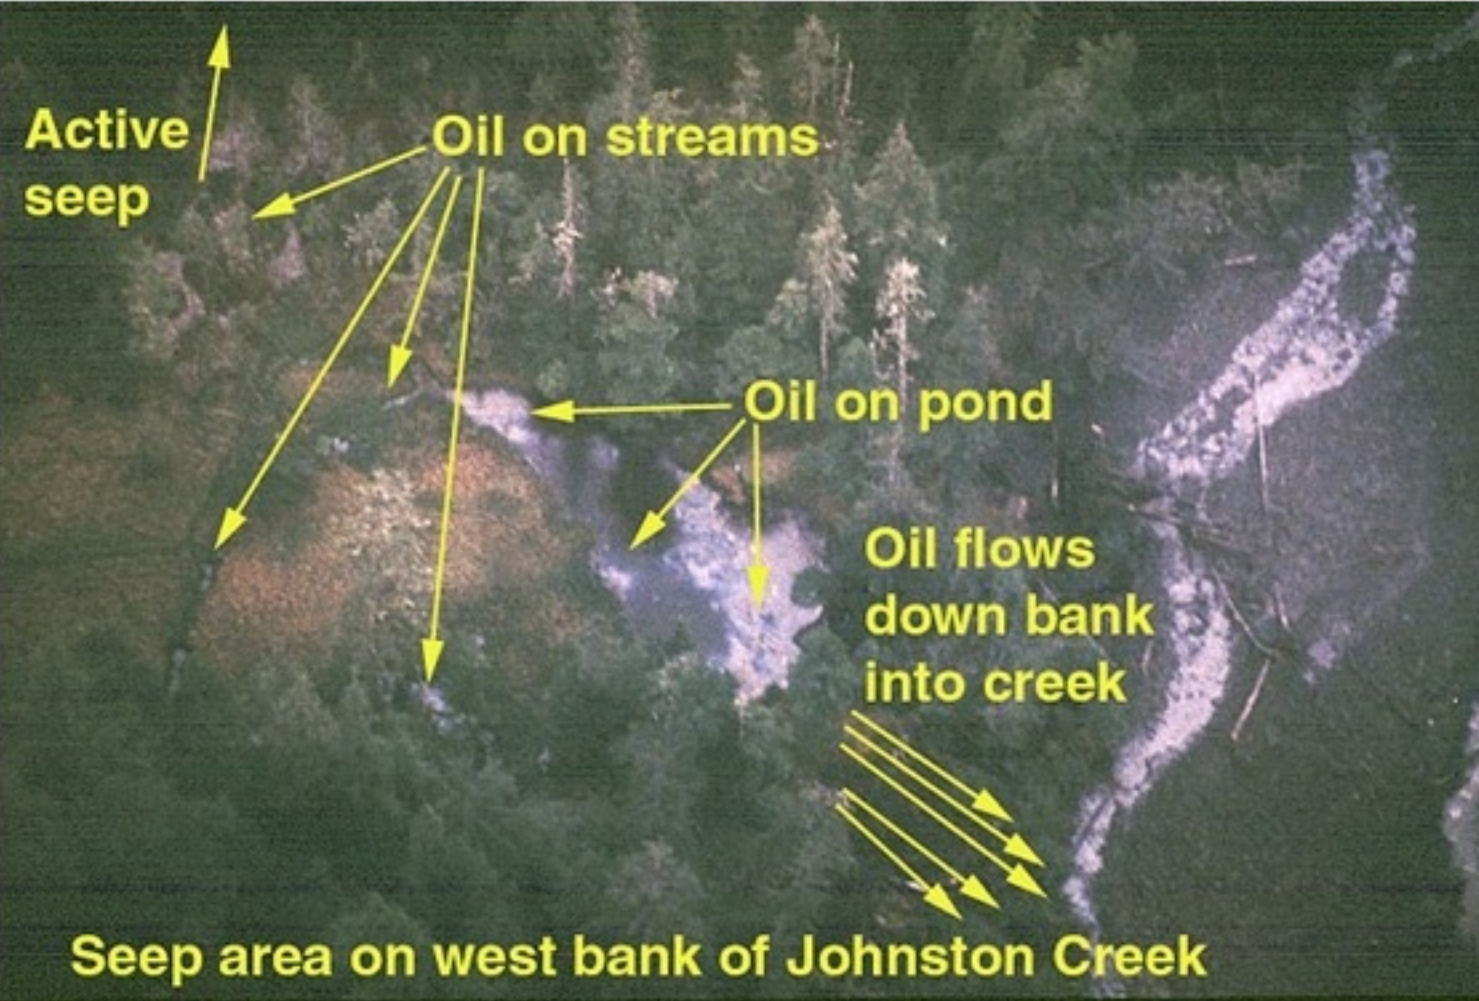 Active
seep
Oil on streams
Oil on pond
Oil flows
down bank
into creek
Seep area on west bank of Johnston Creek